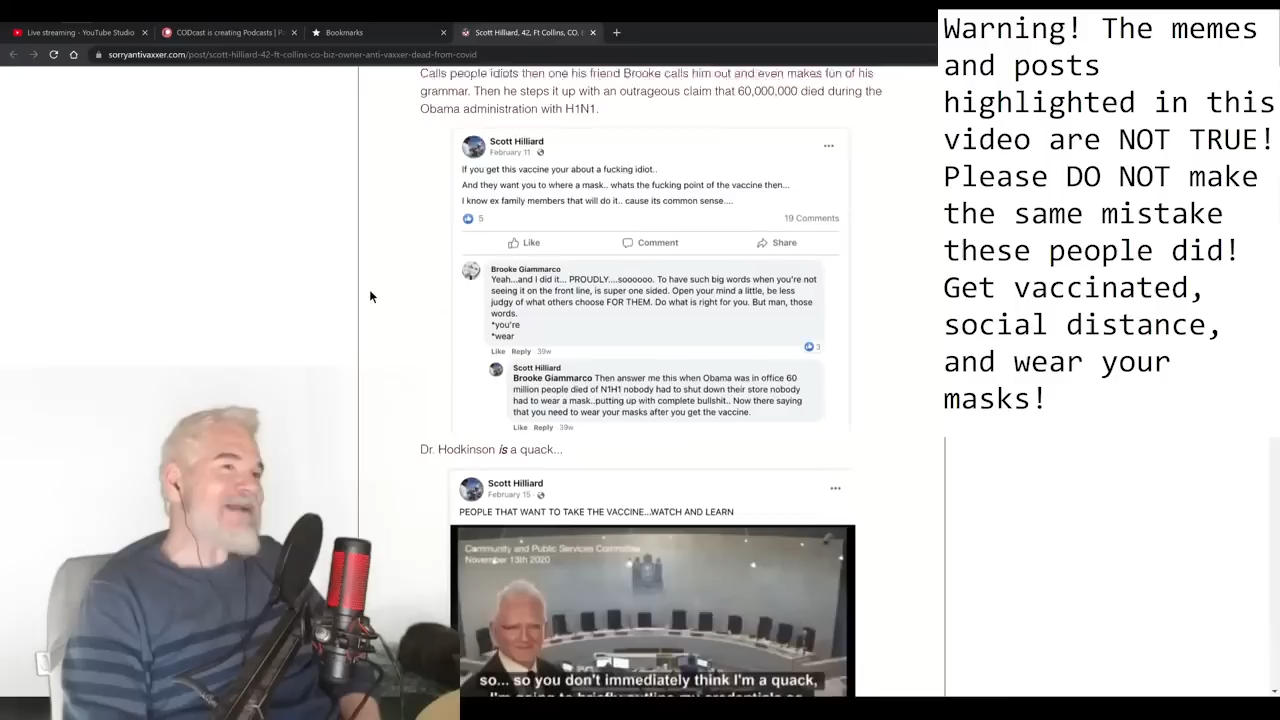 Live streaming - YouTube Studio
CODcast is creating Podcasts | P
Bookmarks
Scott Hilliard, 42, Ft Collins, CO,
sorryantivaxxer.com/post/scott-hilliard-42-ft-collins-co-biz-owner-anti-vaxxer-dead-from-covid
Calls people idiots then one his friend Brooke calls him out and even makes fun of his
grammar. Then he steps it up with an outrageous claim that 60,000,000 died during the
Obama administration with H1N1.
Scott Hilliard
February 11
If you get this vaccine your about a fucking idiot..
And they want you to where a mask.. whats the fucking point of the vaccine then...
I know ex family members that will do it.. cause its common sense....
5
19 Comments
Like
Comment
Share
Brooke Giammarco
Yeah...and I did it... PROUDLY....soooooo. To have such big words when you're not
seeing it on the front line, is super one sided. Open your mind a little, be less
judgy of what others choose FOR THEM. Do what is right for you. But man, those
words.
*you're
*wear
Like Reply 39w
3
Scott Hilliard
Brooke Giammarco Then answer me this when Obama was in office 60
million people died of N1H1 nobody had to shut down their store nobody
had to wear a mask..putting up with complete bullshit.. Now there saying
that you need to wear your masks after you get the vaccine.
Like Reply 39w
Dr. Hodkinson is a quack...
Scott Hilliard
February 15
PEOPLE THAT WANT TO TAKE THE VACCINE...WATCH AND LEARN
Community and Public Services Committee
November 13th 2020
so... so you don't immediately think I'm a quack,
I'm going to briefly outline my credentials so
Warning! The memes
and posts
highlighted in this
video are NOT TRUE!
Please DO NOT make
the same mistake
these people did!
Get vaccinated,
social distance,
and wear your
masks!